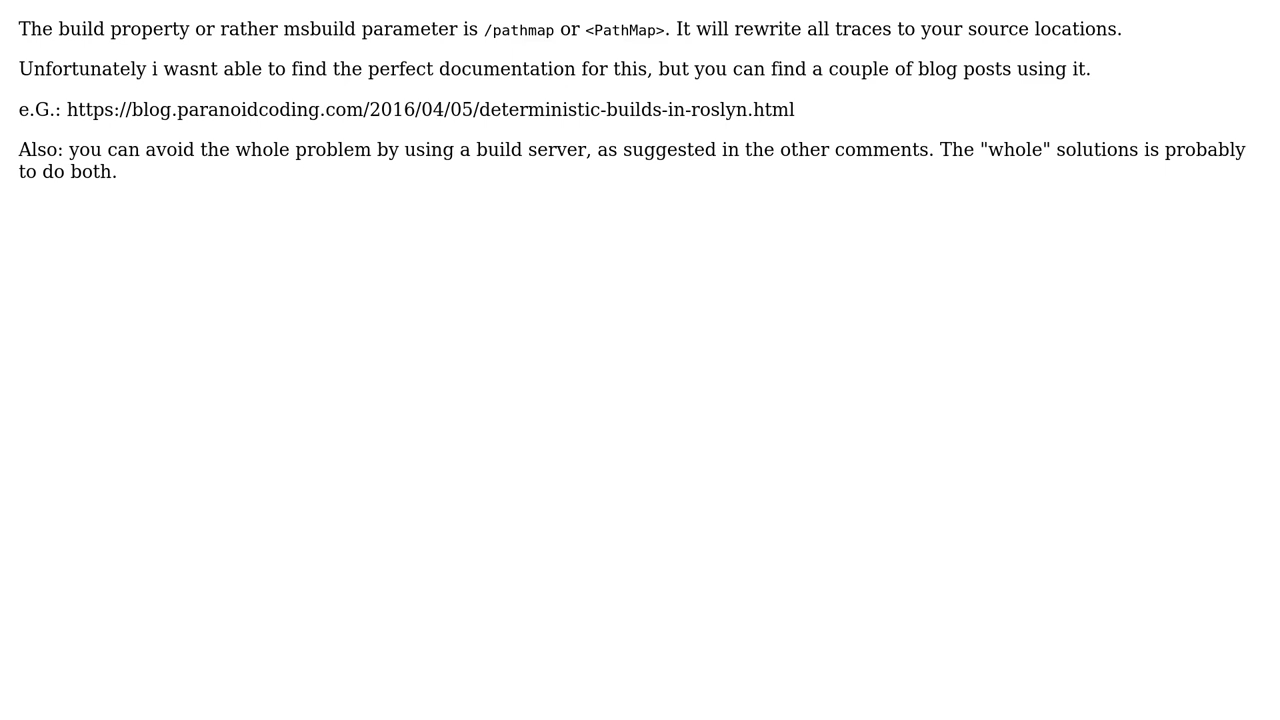 The build property or rather msbuild parameter is /pathmap or <PathMap>. It will rewrite all traces to your source locations.
Unfortunately i wasnt able to find the perfect documentation for this, but you can find a couple of blog posts using it.
e.G.: https://blog.paranoidcoding.com/2016/04/05/deterministic-builds-in-roslyn.html
Also: you can avoid the whole problem by using a build server, as suggested in the other comments. The "whole" solutions is probably
to do both.